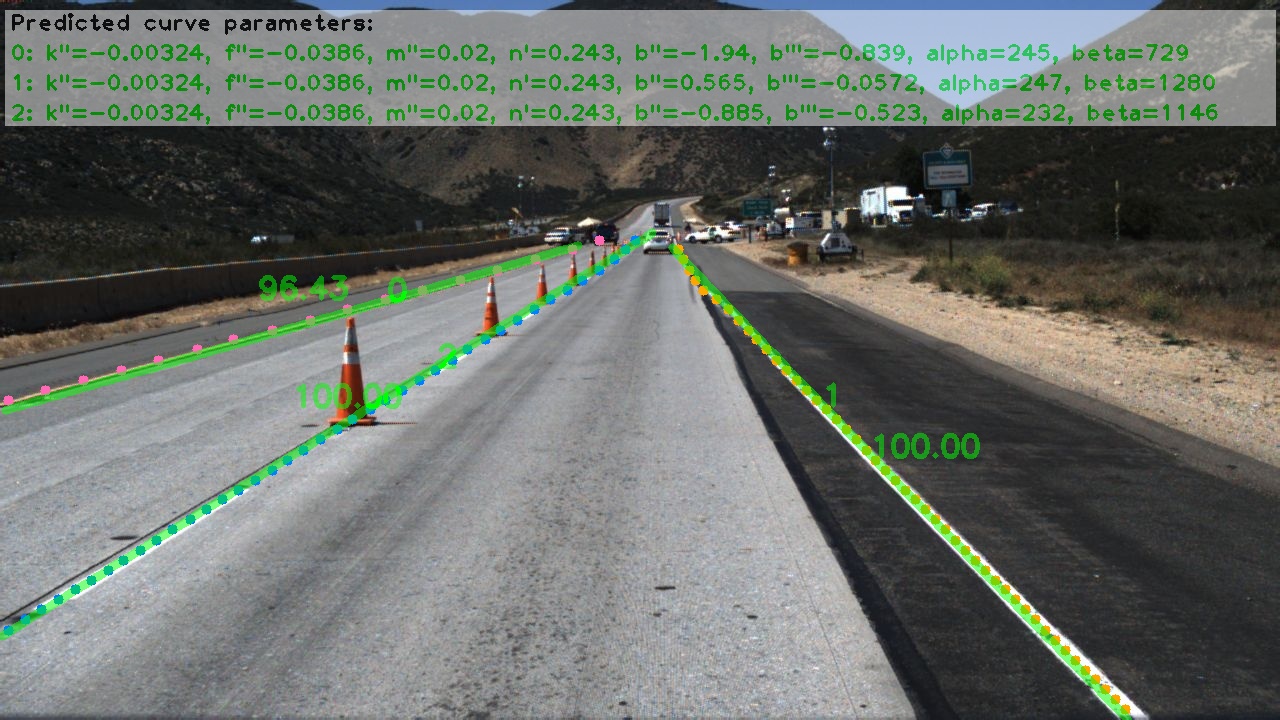 Predicted curve parameters:
0: k''=-0.00324, f''=-0.0386, m''=0.02, n'=0.243, b''=-1.94, b'''=-0.839, alpha=245, beta=729
1: k''=-0.00324, f''=-0.0386, m''=0.02, n'=0.243, b''=0.565, b'''=-0.0572, alpha=247, beta=1280
2: k''=-0.00324, f''=-0.0386, m''=0.02, n'=0.243, b''=-0.885, b'''=-0.523, alpha=232, beta=1146
96.43 0
2
100.00
1
100.00